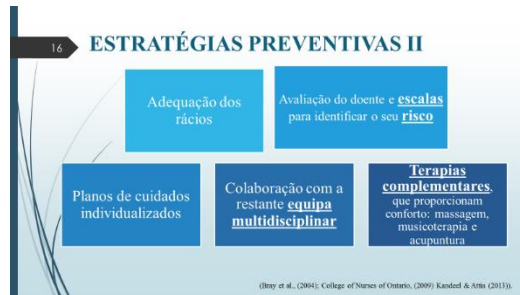 16
ESTRATÉGIAS PREVENTIVAS II
Adequação dos
rácios
Avaliação do doente e escalas
para identificar o seu risco
Planos de cuidados
individualizados
Colaboração com a
restante equipa
multidisciplinar
Terapias
complementares,
que proporcionam
conforto: massagem,
musicoterapia e
acupuntura
(Bray et al., (2004); College of Nurses of Ontario, (2009) Kandeel & Attia (2013)).